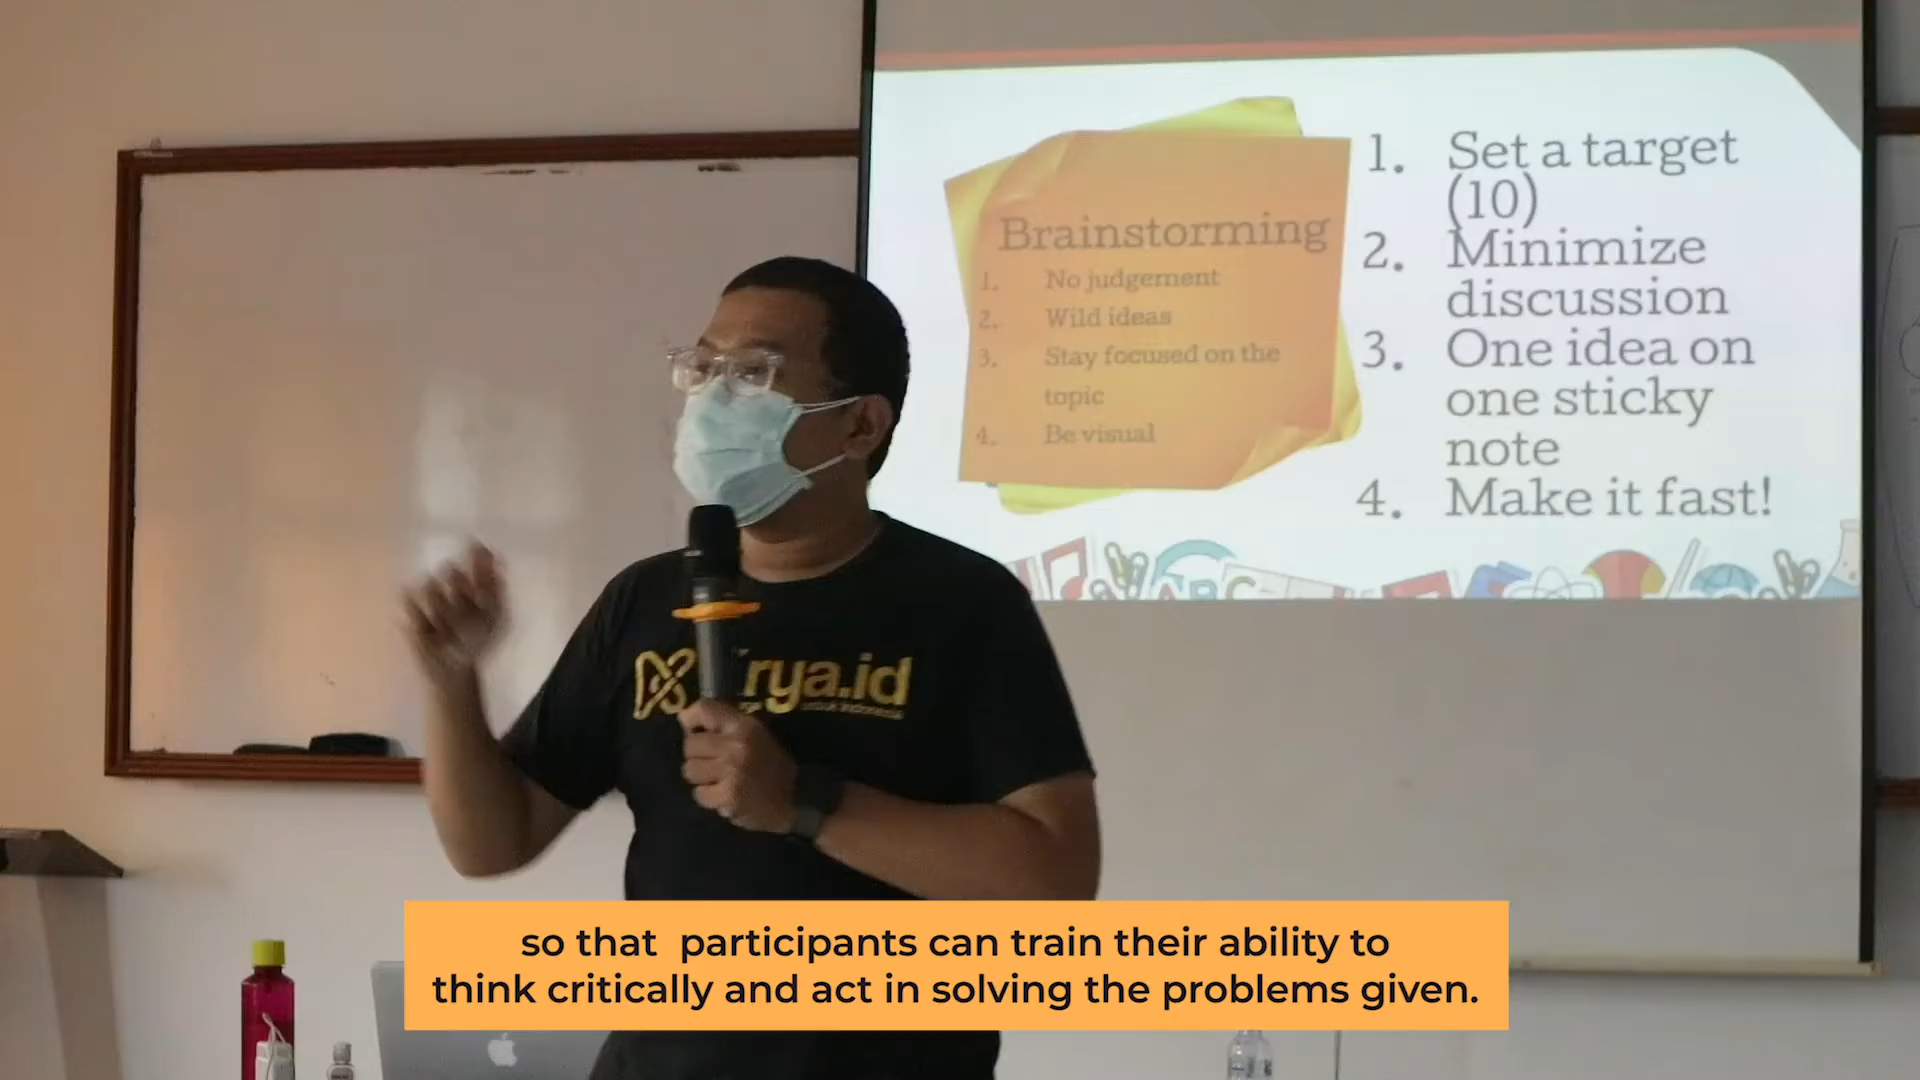 Brainstorming
1. No judgement
2. Wild ideas
3. Stay focused on the
topic
4. Be visual
1. Set a target
(10)
2. Minimize
discussion
3. One idea on
one sticky
note
4. Make it fast!
ABC
rya.id
so that participants can train their ability to
think critically and act in solving the problems given.